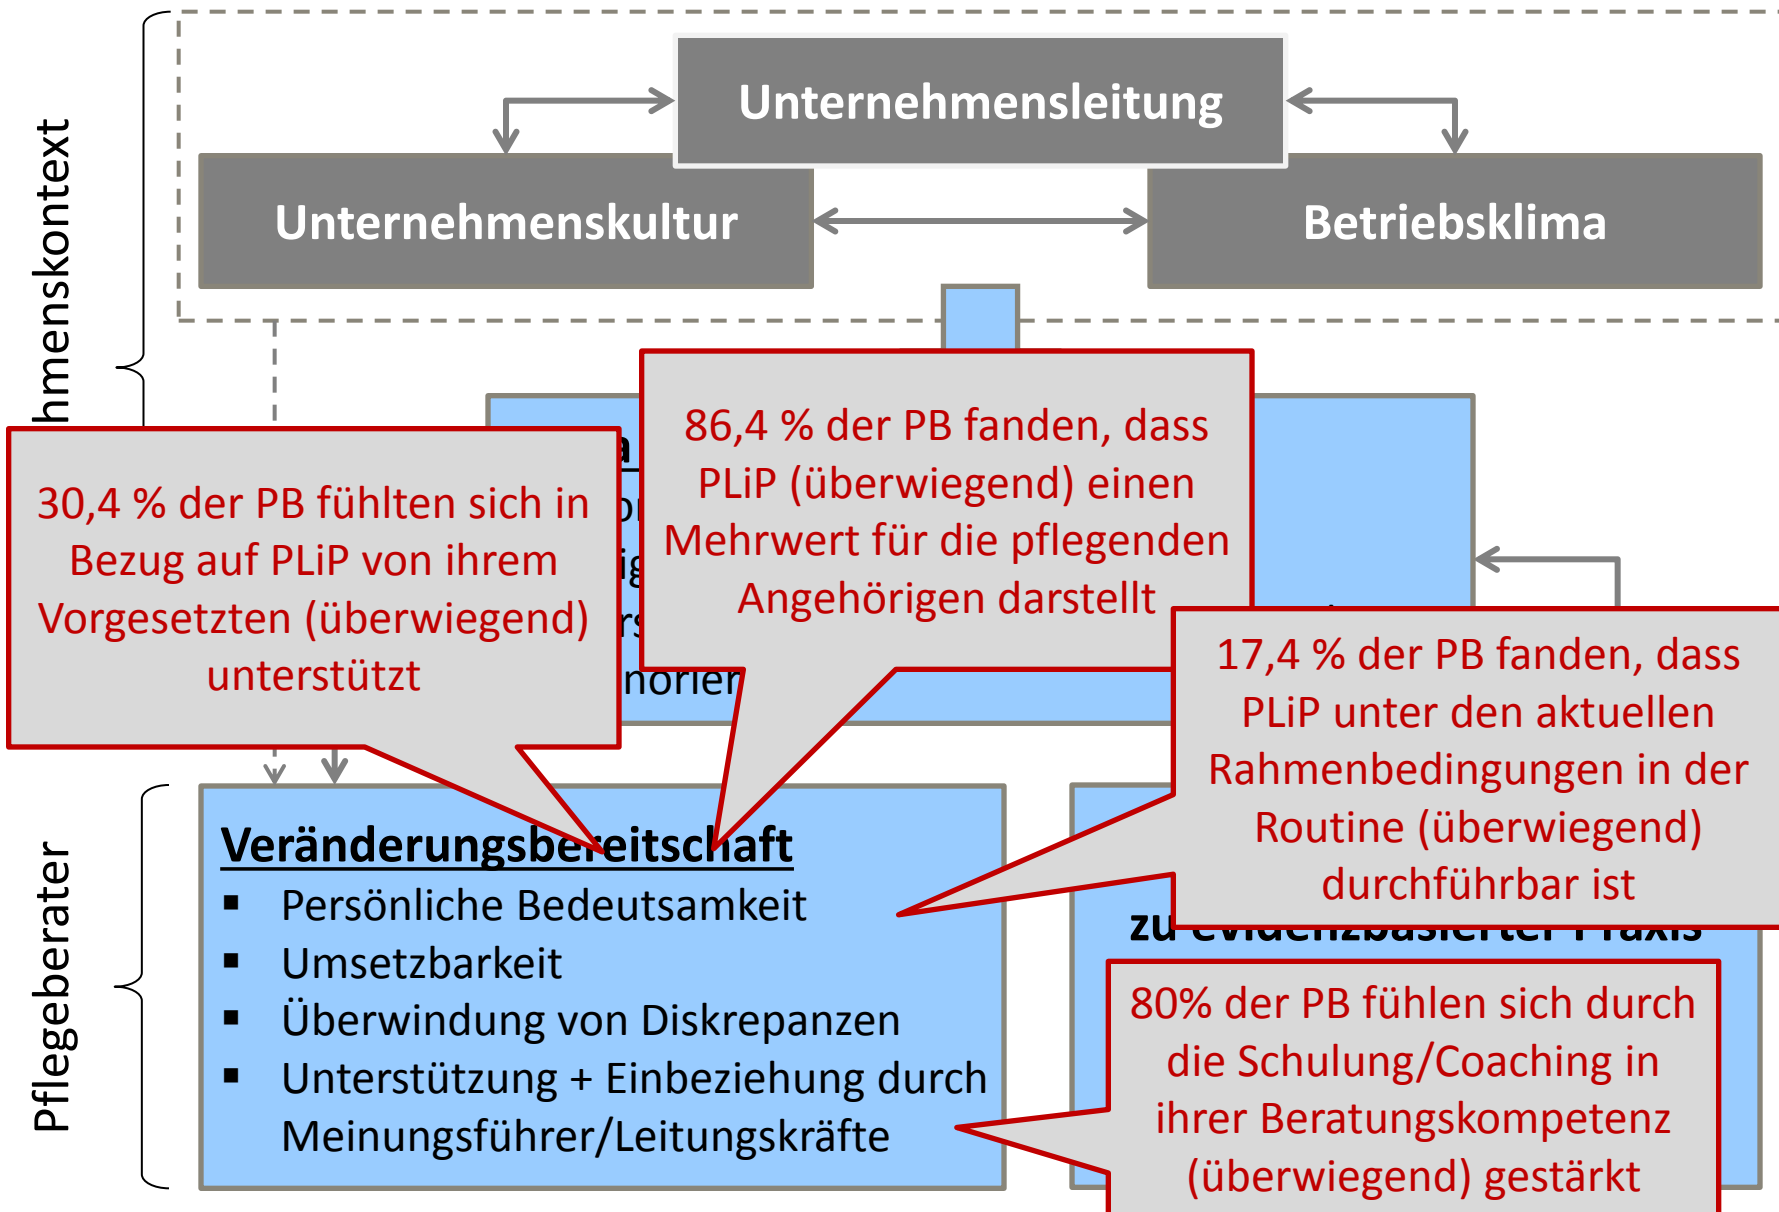 Unternehmensleitung
Unternehmenskultur
Betriebsklima
86,4 % der PB fanden, dass
PLiP (überwiegend) einen
Mehrwert für die pflegenden
Angehörigen darstellt
30,4 % der PB fühlten sich in
Bezug auf PLiP von ihrem
Vorgesetzten (überwiegend)
unterstützt
17,4 % der PB fanden, dass
PLiP unter den aktuellen
Rahmenbedingungen in der
Routine (überwiegend)
durchführbar ist
Pflegeberater
Veränderungsbereitschaft
▪ Persönliche Bedeutsamkeit
▪ Umsetzbarkeit
▪ Überwindung von Diskrepanzen
▪ Unterstützung + Einbeziehung durch
Meinungsführer/Leitungskräfte
zu evidenzbasierter Praxis
80% der PB fühlen sich durch
die Schulung/Coaching in
ihrer Beratungskompetenz
(überwiegend) gestärkt
hmenskontext